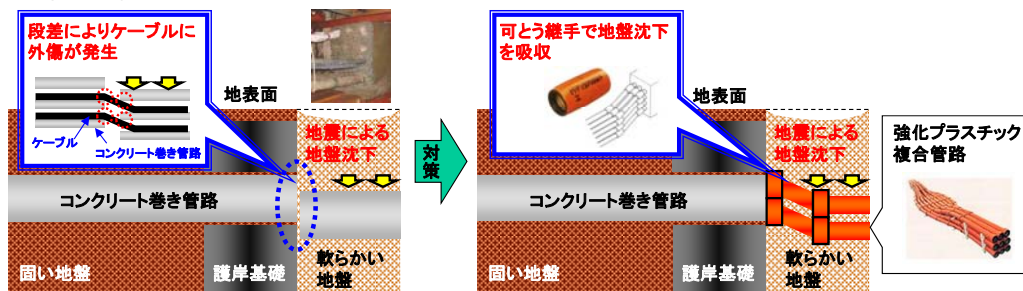 段差によりケーブルに
外傷が発生
ケーブル
コンクリート巻き管路
地表面
地震による
地盤沈下
コンクリート巻き管路
固い地盤
護岸基礎
軟らかい
地盤
対策
可とう継手で地盤沈下
を吸収
地表面
地震による
地盤沈下
コンクリート巻き管路
固い地盤
護岸基礎
軟らかい
地盤
強化プラスチック
複合管路